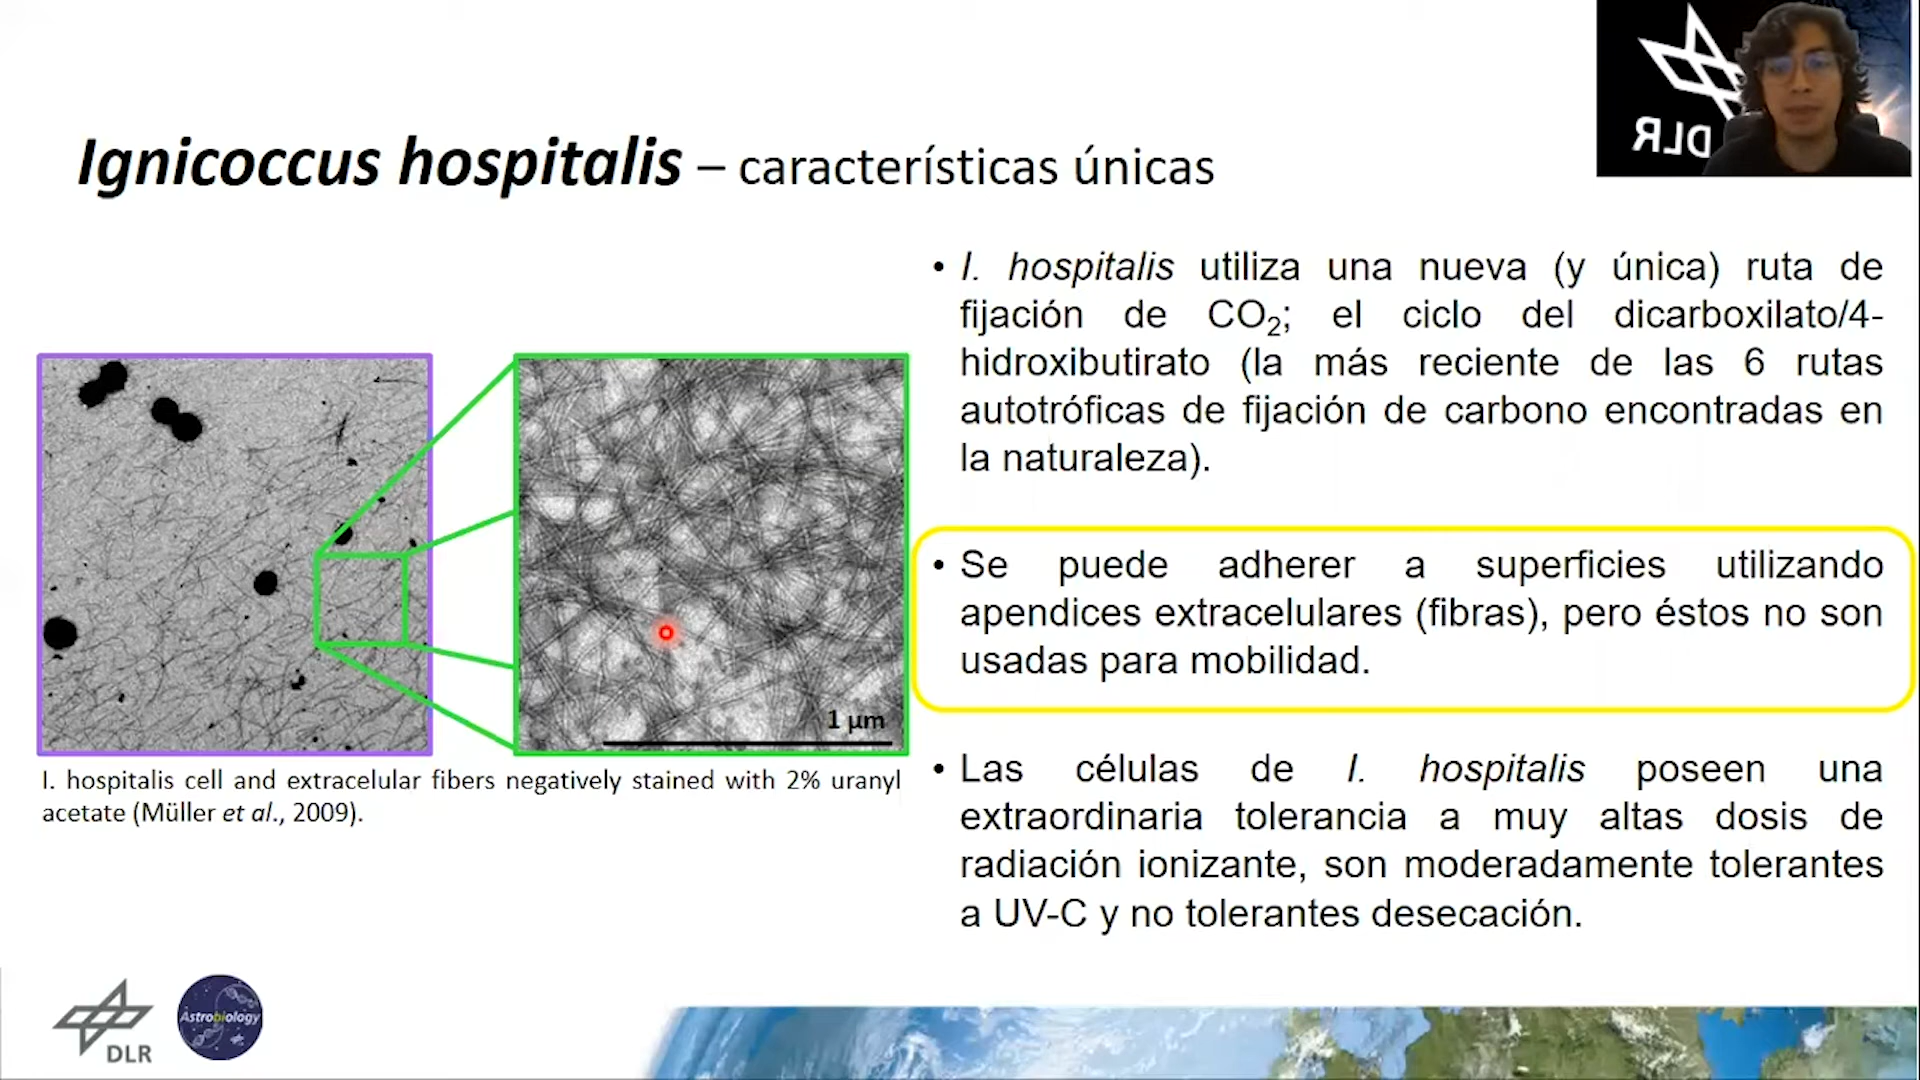 DLR
Ignicoccus hospitalis – características únicas
• I. hospitalis utiliza una nueva (y única) ruta de
fijación de CO₂; el ciclo del dicarboxilato/4-
hidroxibutirato (la más reciente de las 6 rutas
autotróficas de fijación de carbono encontradas en
la naturaleza).
• Se puede adherer a superficies utilizando
apendices extracelulares (fibras), pero éstos no son
usadas para mobilidad.
• Las células de I. hospitalis poseen una
extraordinaria tolerancia a muy altas dosis de
radiación ionizante, son moderadamente tolerantes
a UV-C y no tolerantes desecación.
1 µm
I. hospitalis cell and extracelular fibers negatively stained with 2% uranyl
acetate (Müller et al., 2009).
DLR
Astrobiology